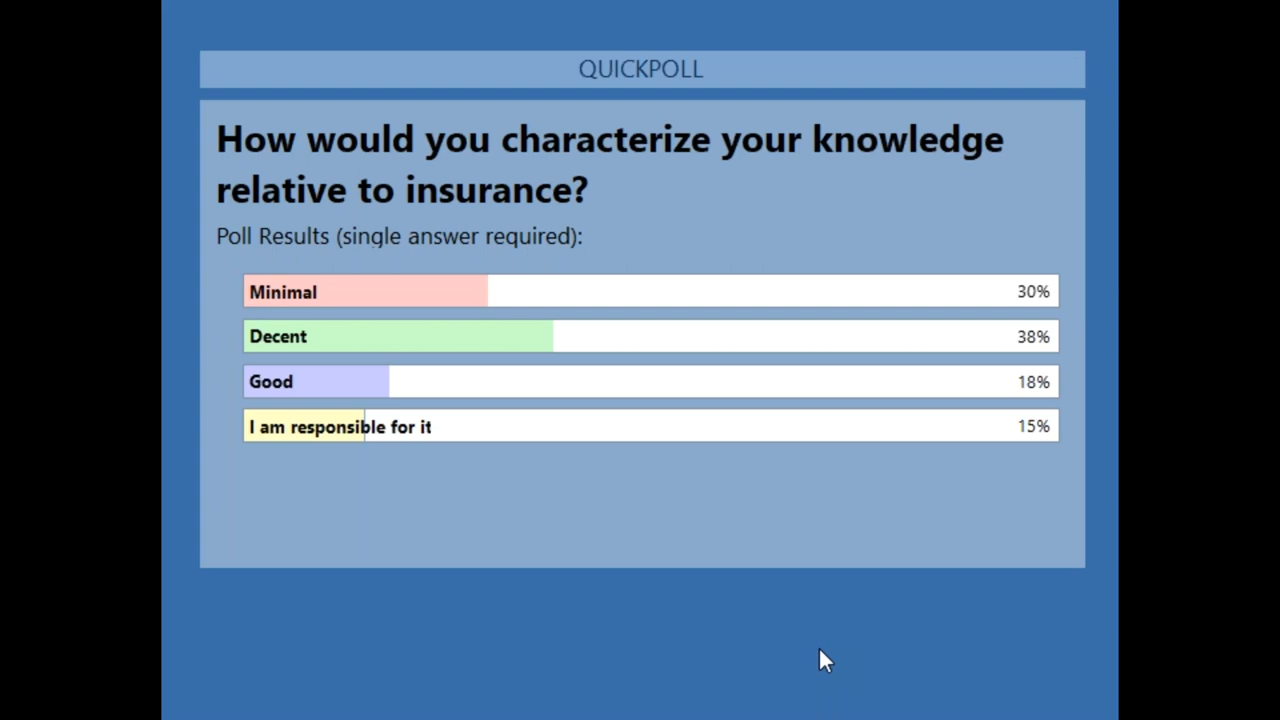 QUICKPOLL
How would you characterize your knowledge
relative to insurance?
Poll Results (single answer required):
Minimal 30%
Decent 38%
Good 18%
I am responsible for it 15%